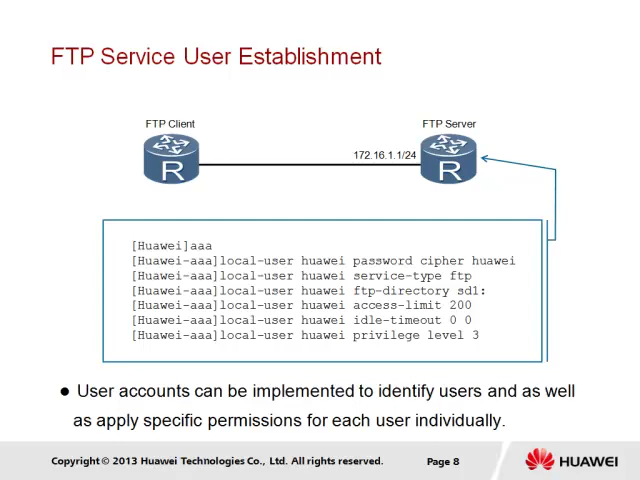 FTP Service User Establishment
FTP Client
FTP Server
172.16.1.1/24
R
R
[Huawei]aaa
[Huawei-aaa]local-user huawei password cipher huawei
[Huawei-aaa]local-user huawei service-type ftp
[Huawei-aaa]local-user huawei ftp-directory sd1:
[Huawei-aaa]local-user huawei access-limit 200
[Huawei-aaa]local-user huawei idle-timeout 0 0
[Huawei-aaa]local-user huawei privilege level 3
● User accounts can be implemented to identify users and as well
as apply specific permissions for each user individually.
Copyright © 2013 Huawei Technologies Co., Ltd. All rights reserved.
Page 8
HUAWEI